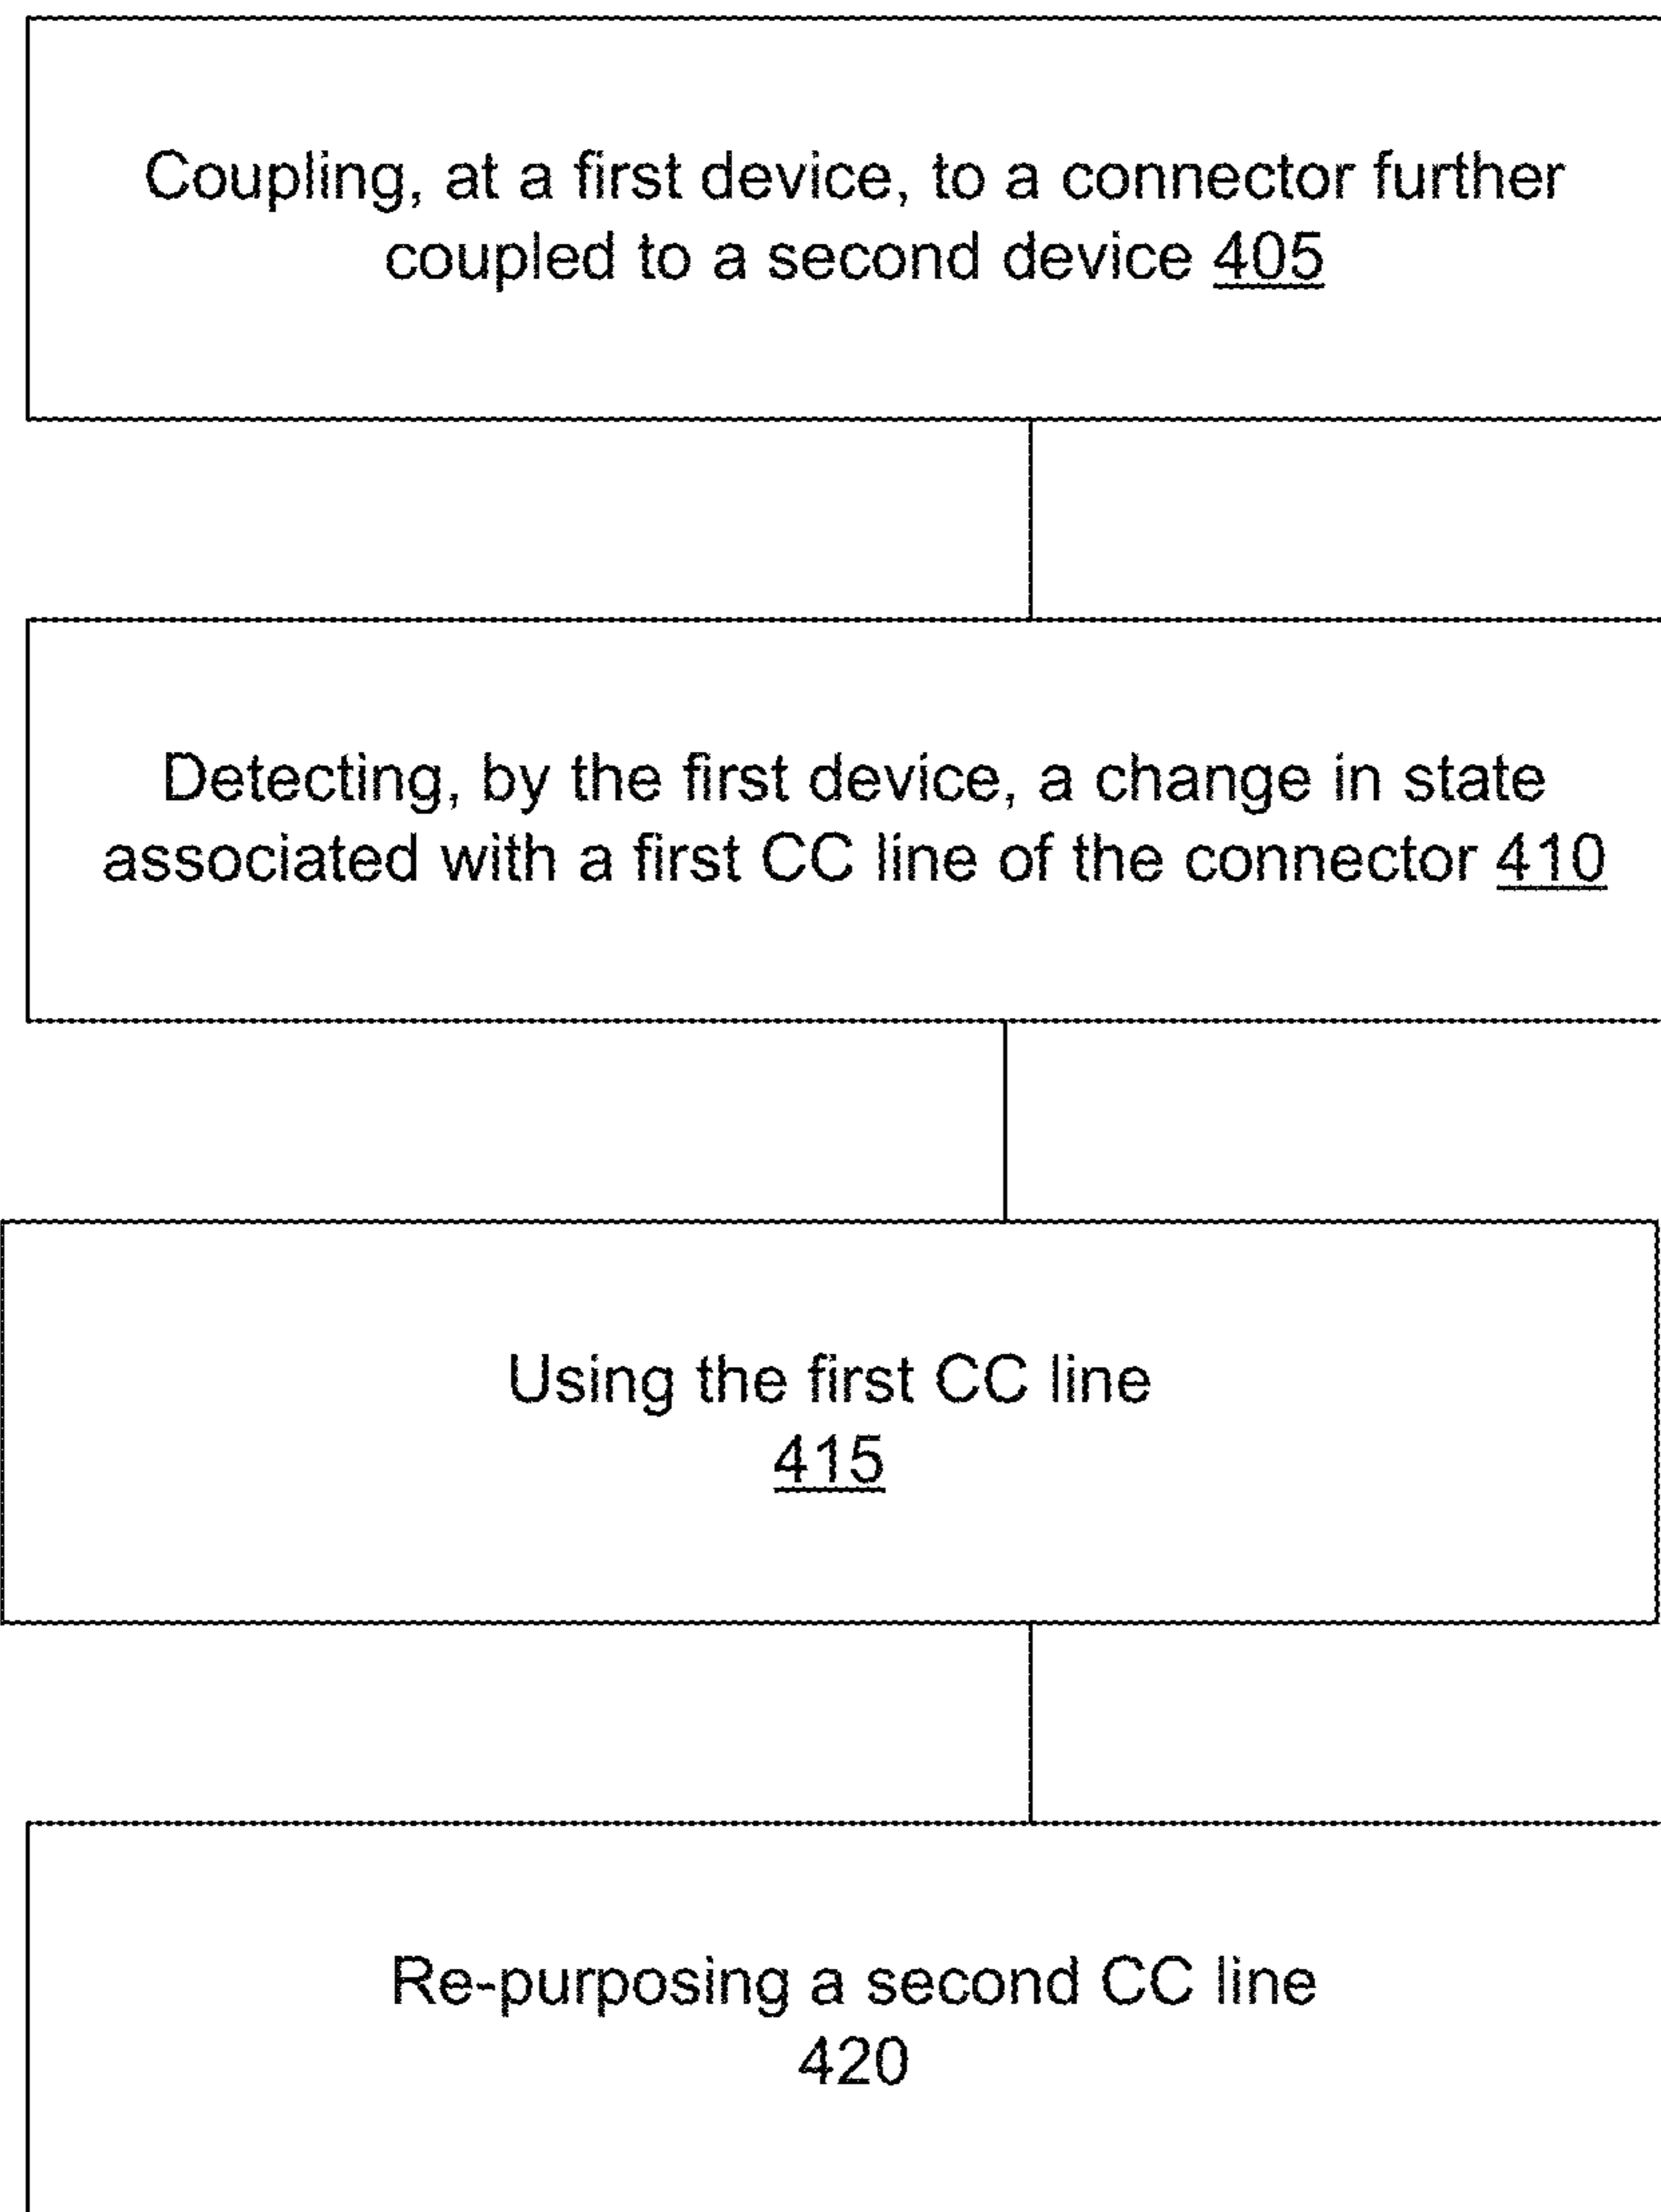 Coupling, at a first device, to a connector further
coupled to a second device 405
Detecting, by the first device, a change in state
associated with a first CC line of the connector 410
Using the first CC line
415
Re-purposing a second CC line
420